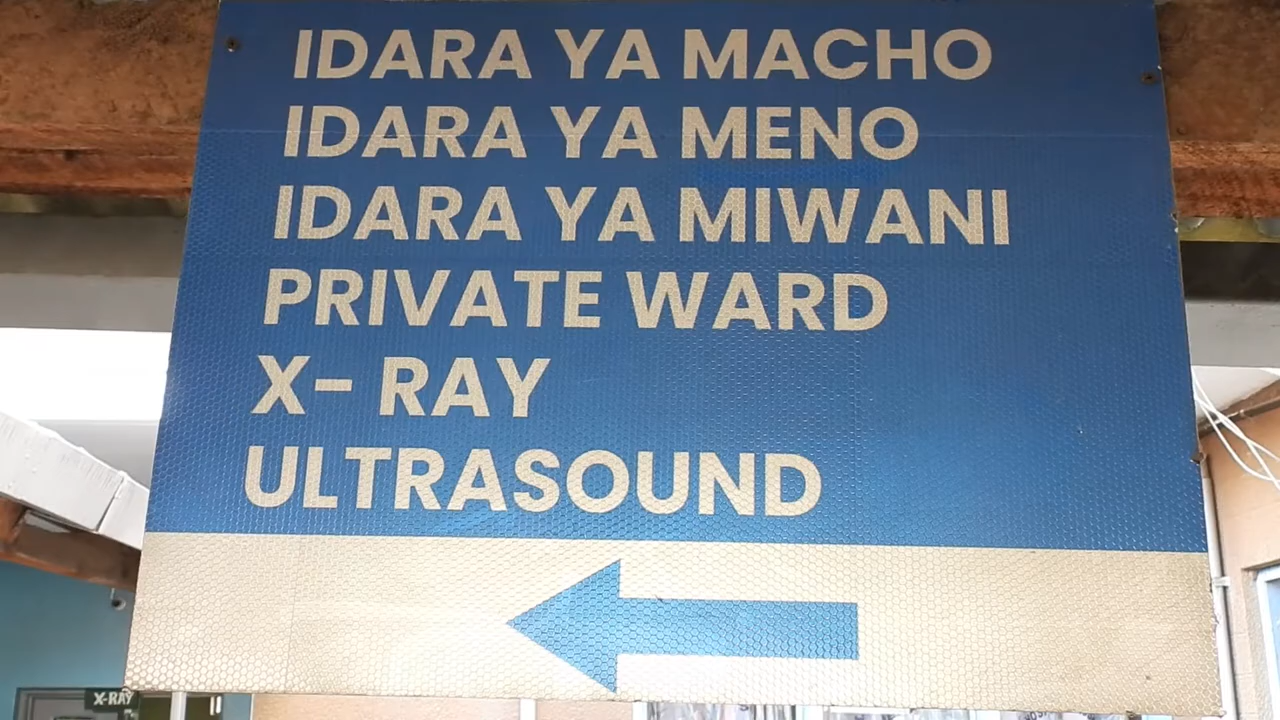 IDARA YA MACHO
IDARA YA MENO
IDARA YA MIWANI
PRIVATE WARD
X- RAY
ULTRASOUND
X-RAY